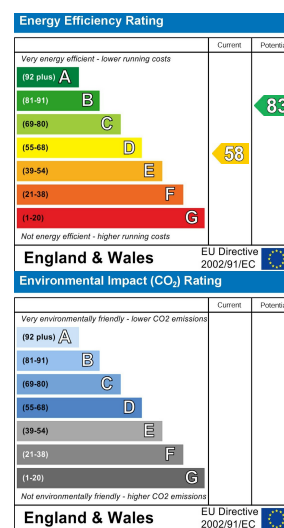 Energy Efficiency Rating
Current Potenti
Very energy efficient - lower running costs
(92 plus) A
(81-91) B
83
(69-80) C
(55-68) D
58
(39-54) E
(21-38) F
(1-20) G
Not energy efficient - higher running costs
England & Wales
EU Directive
2002/91/EC
Environmental Impact (CO₂) Rating
Current Potenti
Very environmentally friendly - lower CO2 emissions
(92 plus) A
(81-91) B
(69-80) C
(55-68) D
(39-54) E
(21-38) F
(1-20) G
Not environmentally friendly - higher CO2 emissions
England & Wales
EU Directive
2002/91/EC